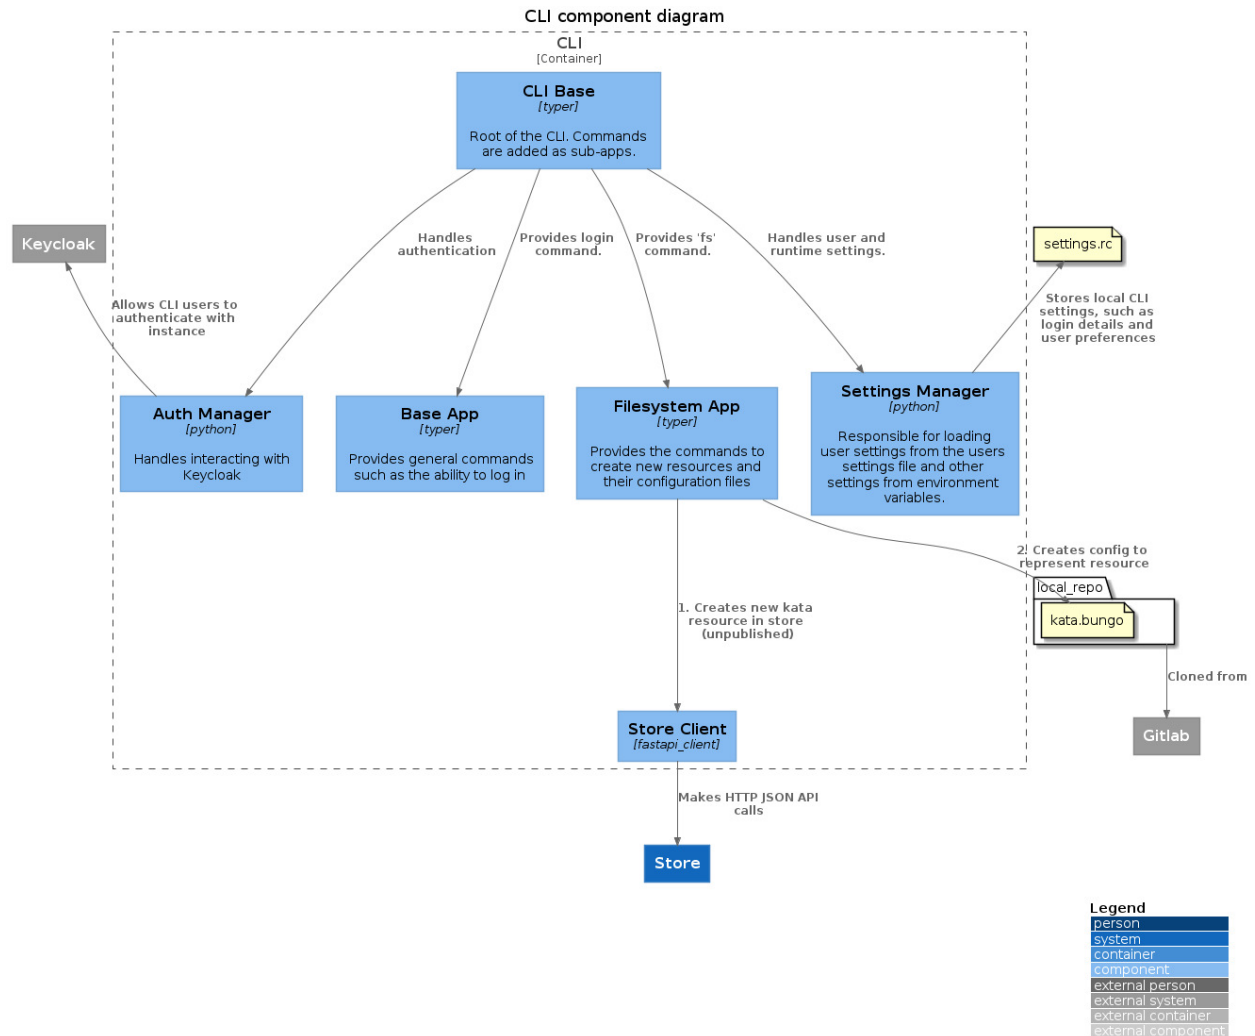 CLI component diagram
CLI
[Container]
CLI Base
[typer]
Root of the CLI. Commands
are added as sub-apps.
Keycloak
Handles
authentication
Provides login
command.
Provides 'fs'
command.
Handles user and
runtime settings.
settings.rc
Allows CLI users to
authenticate with
instance
Stores local CLI
settings, such as
login details and
user preferences
Auth Manager
[python]
Handles interacting with
Keycloak
Base App
[typer]
Provides general commands
such as the ability to log in
Filesystem App
[typer]
Provides the commands to
create new resources and
their configuration files
Settings Manager
[python]
Responsible for loading
user settings from the users
settings file and other
settings from environment
variables.
2. Creates config to
represent resource
local_repo
kata.bungo
1. Creates new kata
resource in store
(unpublished)
Cloned from
Gitlab
Store Client
[fastapi_client]
Makes HTTP JSON API
calls
Store
Legend
person
system
container
component
external person
external system
external container
external component